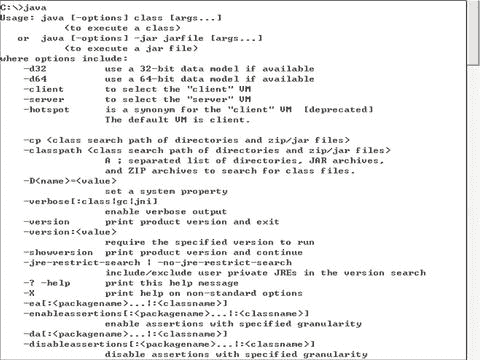 C:\>java
Usage: java [-options] class [args...]
(to execute a class)
or java [-options] -jar jarfile [args...]
(to execute a jar file)
where options include:
-d32 use a 32-bit data model if available
-d64 use a 64-bit data model if available
-client to select the "client" VM
-server to select the "server" VM
-hotspot is a synonym for the "client" VM [deprecated]
The default VM is client.
-cp <class search path of directories and zip/jar files>
-classpath <class search path of directories and zip/jar files>
A ; separated list of directories, JAR archives,
and ZIP archives to search for class files.
-D<name>=<value>
set a system property
-verbose[:class|gc|jni]
enable verbose output
-version print product version and exit
-version:<value>
require the specified version to run
-showversion print product version and continue
-jre-restrict-search | -no-jre-restrict-search
include/exclude user private JREs in the version search
-? -help print this help message
-X print help on non-standard options
-ea[:<packagename>...|:<classname>]
-enableassertions[:<packagename>...|:<classname>]
enable assertions with specified granularity
-da[:<packagename>...|:<classname>]
-disableassertions[:<packagename>...|:<classname>]
disable assertions with specified granularity